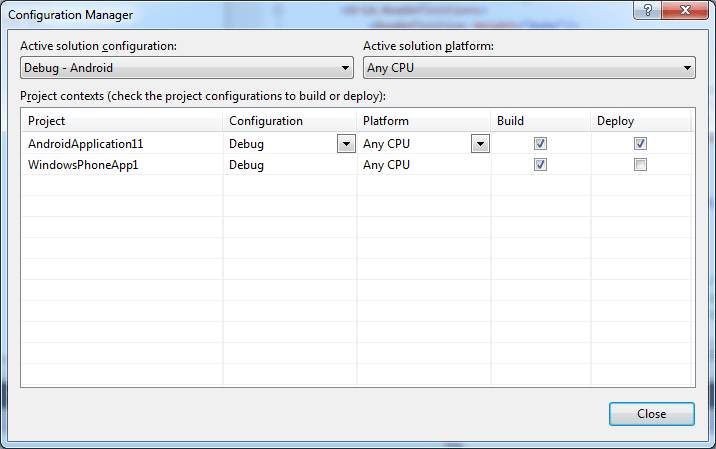 Configuration Manager
Active solution configuration: Active solution platform:
Debug - Android Any CPU
Project contexts (check the project configurations to build or deploy):
Project Configuration Platform Build Deploy
AndroidApplication11 Debug Any CPU
WindowsPhoneApp1 Debug Any CPU
Close